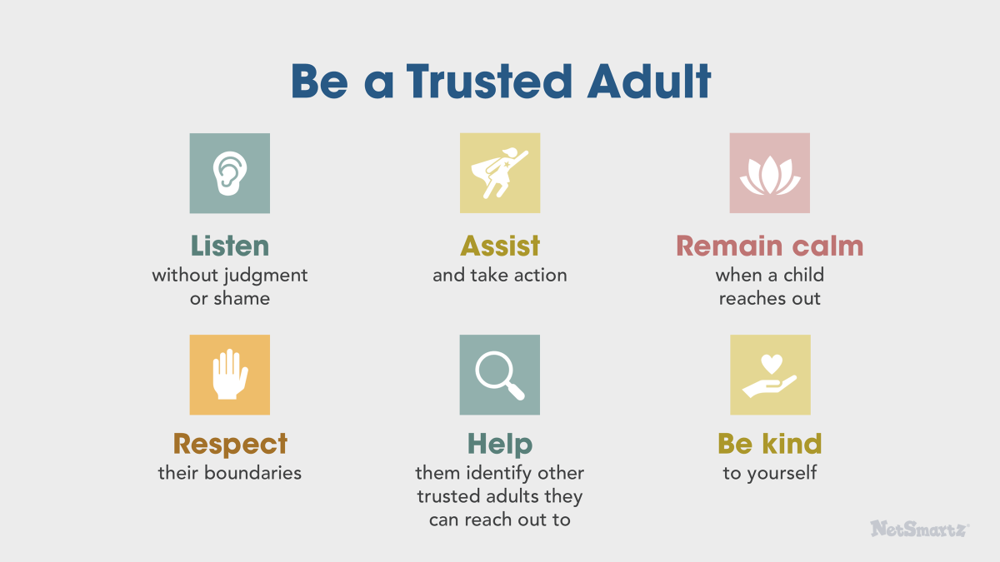 Be a Trusted Adult
Listen
without judgment
or shame
Assist
and take action
Remain calm
when a child
reaches out
Respect
their boundaries
Help
them identify other
trusted adults they
can reach out to
Be kind
to yourself
NetSmartz®